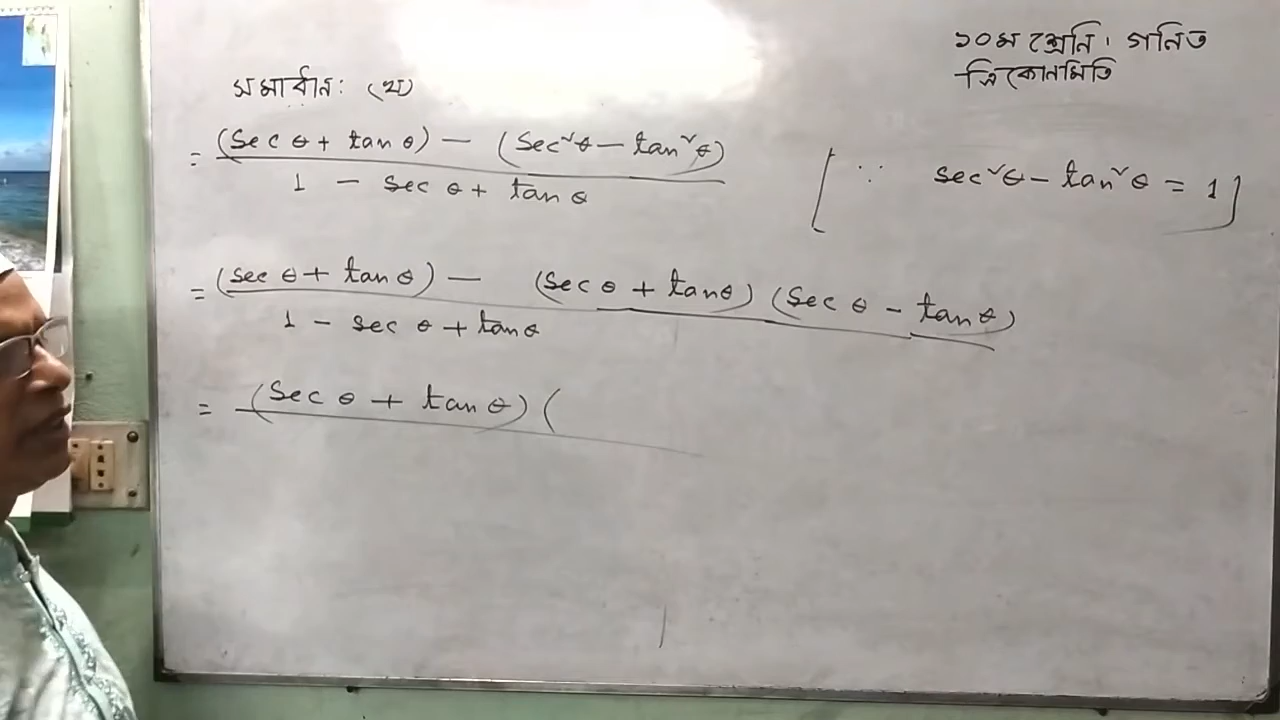 ১০ম শ্রেনি। গনিত
ত্রিকোনমিতি
সমাধান: (খ)
= (sec θ + tan θ) − (sec²θ − tan²θ)
1 − sec θ + tan θ
[ ∵ sec²θ − tan²θ = 1 ]
= (sec θ + tan θ) − (sec θ + tan θ) (sec θ − tan θ)
1 − sec θ + tan θ
= (sec θ + tan θ) (